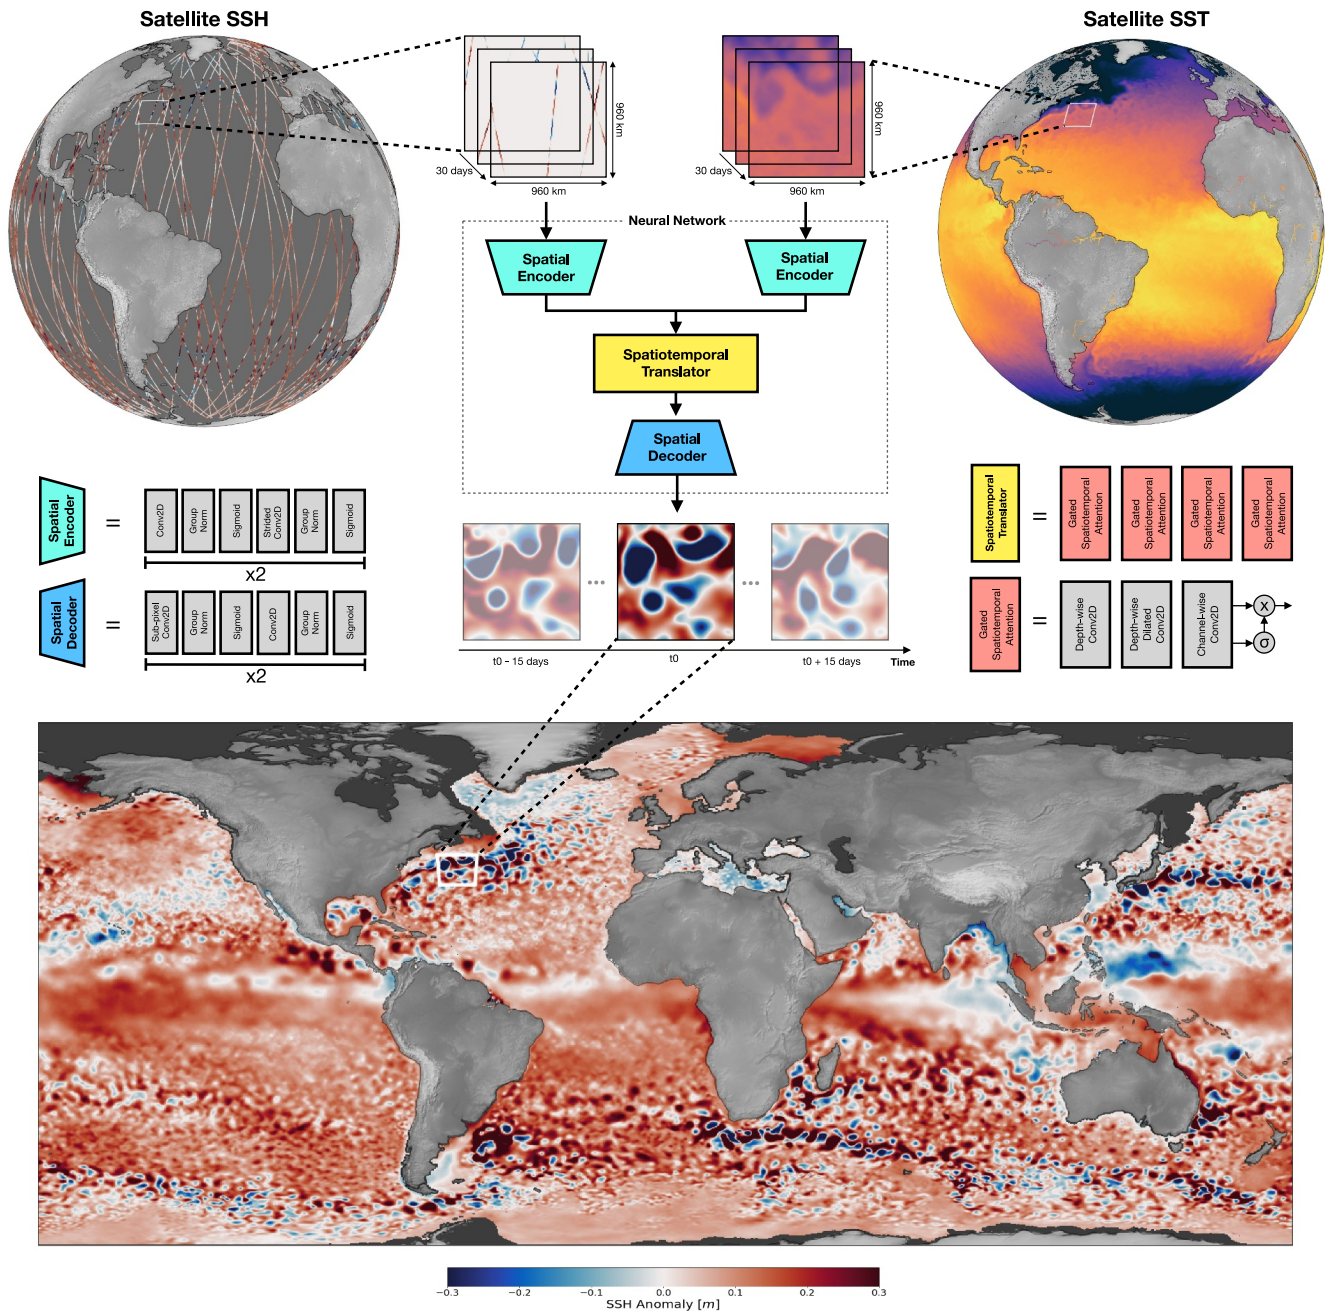 Satellite SSH
Satellite SST
960 km
30 days
960 km
960 km
30 days
960 km
Neural Network
Spatial
Encoder
Spatial
Encoder
Spatiotemporal
Translator
Spatial
Decoder
Spatial
Encoder
=
Conv2D
Group
Norm
Sigmoid
Strided
Conv2D
Group
Norm
Sigmoid
x2
Spatial
Decoder
=
Sub-pixel
Conv2D
Group
Norm
Sigmoid
Conv2D
Group
Norm
Sigmoid
x2
...
...
t0 - 15 days
t0
t0 + 15 days
Time
Spatiotemporal
Translator
=
Gated
Spatiotemporal
Attention
Gated
Spatiotemporal
Attention
Gated
Spatiotemporal
Attention
Gated
Spatiotemporal
Attention
Gated
Spatiotemporal
Attention
=
Depth-wise
Conv2D
Depth-wise
Dilated
Conv2D
Channel-wise
Conv2D
X
σ
−0.3 −0.2 −0.1 0.0 0.1 0.2 0.3
SSH Anomaly [m]